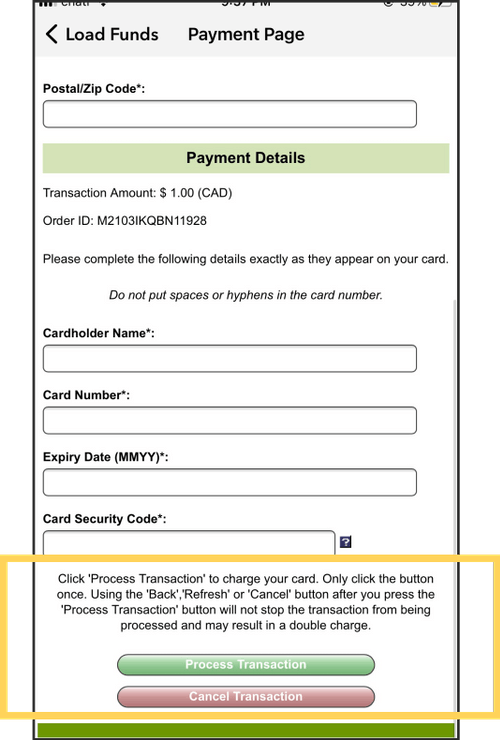 Load Funds Payment Page
Postal/Zip Code*:
Payment Details
Transaction Amount: $ 1.00 (CAD)
Order ID: M2103IKQBN11928
Please complete the following details exactly as they appear on your card.
Do not put spaces or hyphens in the card number.
Cardholder Name*:
Card Number*:
Expiry Date (MMYY)*:
Card Security Code*:
?
Click 'Process Transaction' to charge your card. Only click the button
once. Using the 'Back','Refresh' or 'Cancel' button after you press the
'Process Transaction' button will not stop the transaction from being
processed and may result in a double charge.
Process Transaction
Cancel Transaction